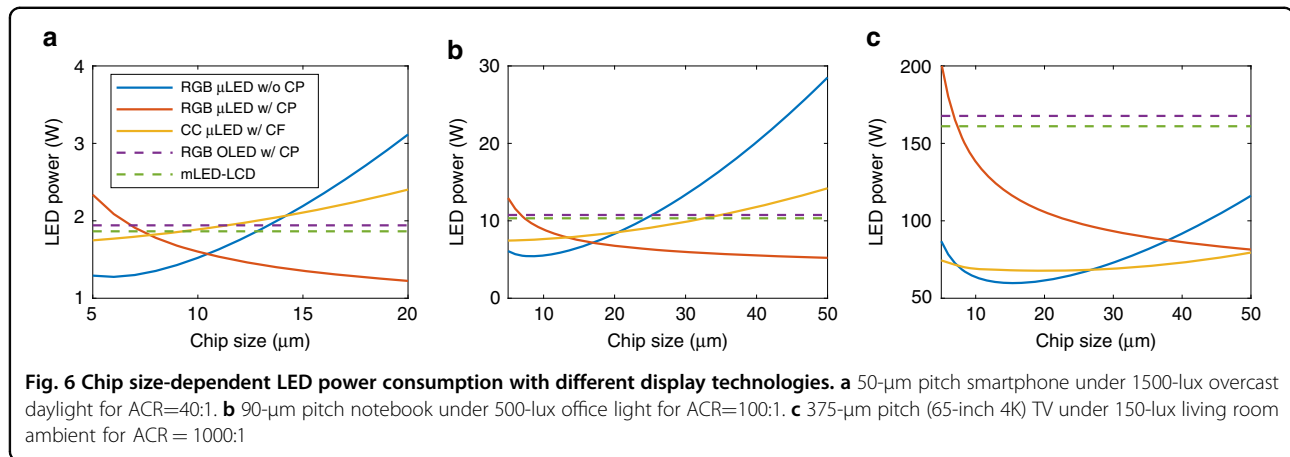 a
4
3
2
1
LED power (W)
5
10
15
20
Chip size (μm)
RGB μLED w/o CP
RGB μLED w/ CP
CC μLED w/ CF
RGB OLED w/ CP
mLED-LCD
b
30
20
10
0
LED power (W)
10
20
30
40
50
Chip size (μm)
c
200
150
100
50
LED power (W)
10
20
30
40
50
Chip size (μm)
Fig. 6 Chip size-dependent LED power consumption with different display technologies. a 50-μm pitch smartphone under 1500-lux overcast
daylight for ACR=40:1. b 90-μm pitch notebook under 500-lux office light for ACR=100:1. c 375-μm pitch (65-inch 4K) TV under 150-lux living room
ambient for ACR = 1000:1